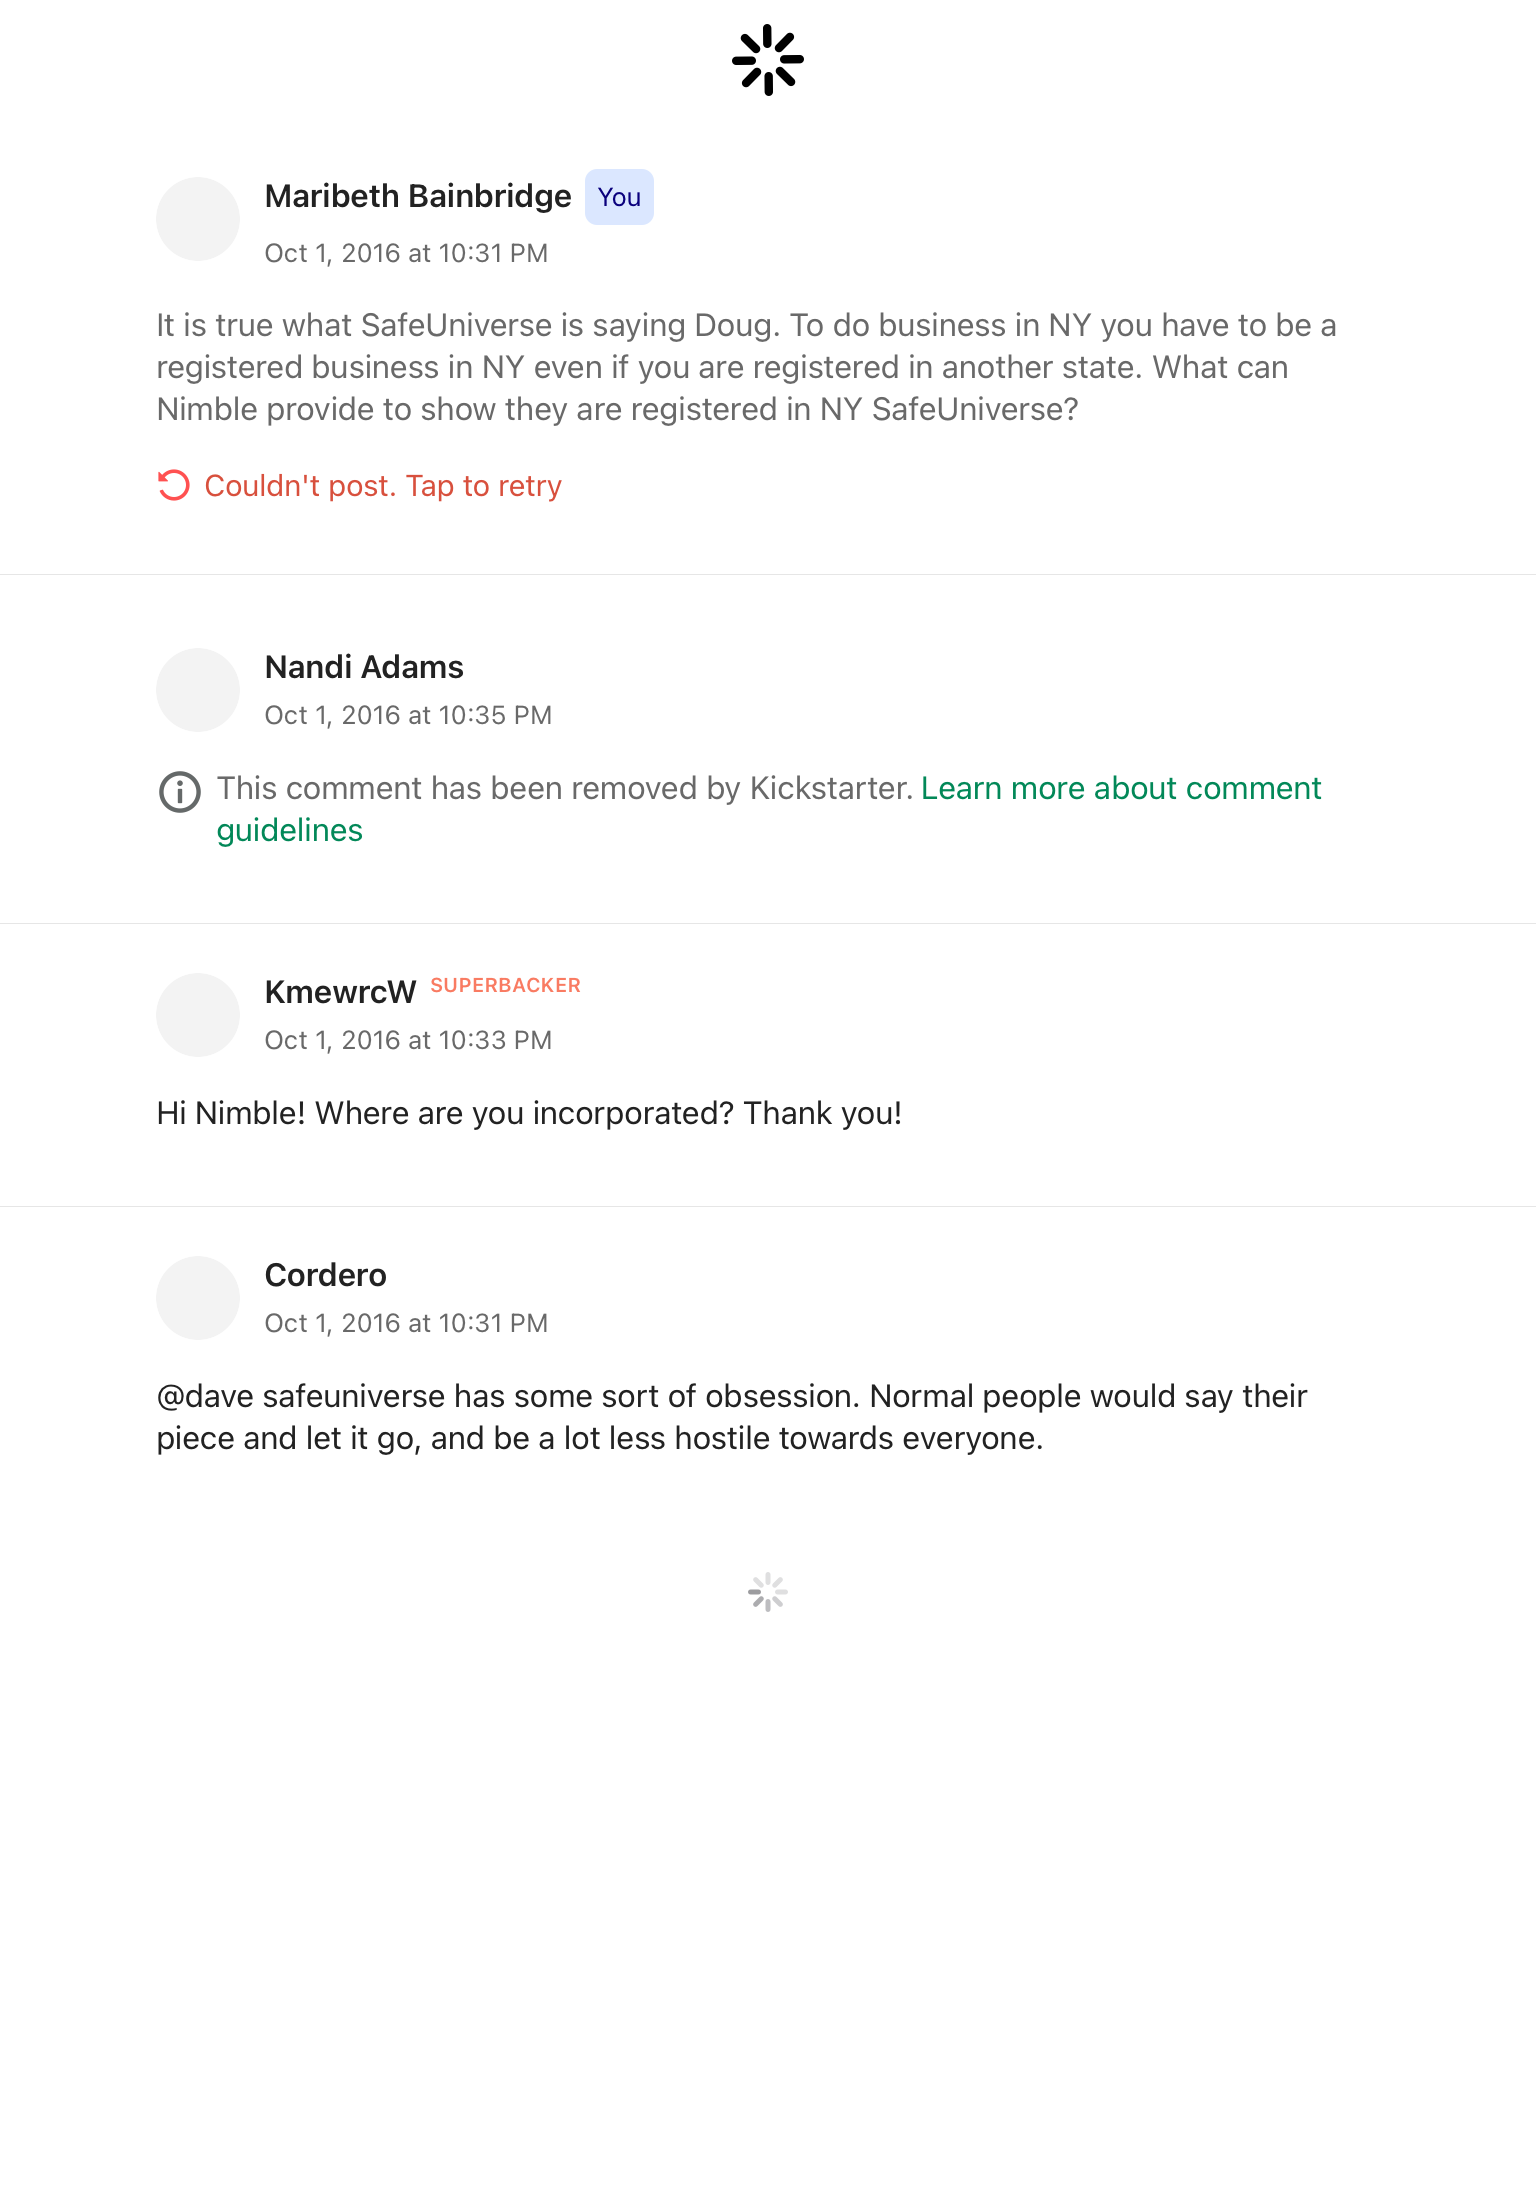 Maribeth Bainbridge You
Oct 1, 2016 at 10:31 PM
It is true what SafeUniverse is saying Doug. To do business in NY you have to be a
registered business in NY even if you are registered in another state. What can
Nimble provide to show they are registered in NY SafeUniverse?
Couldn't post. Tap to retry
Nandi Adams
Oct 1, 2016 at 10:35 PM
This comment has been removed by Kickstarter. Learn more about comment
guidelines
KmewrcW SUPERBACKER
Oct 1, 2016 at 10:33 PM
Hi Nimble! Where are you incorporated? Thank you!
Cordero
Oct 1, 2016 at 10:31 PM
@dave safeuniverse has some sort of obsession. Normal people would say their
piece and let it go, and be a lot less hostile towards everyone.